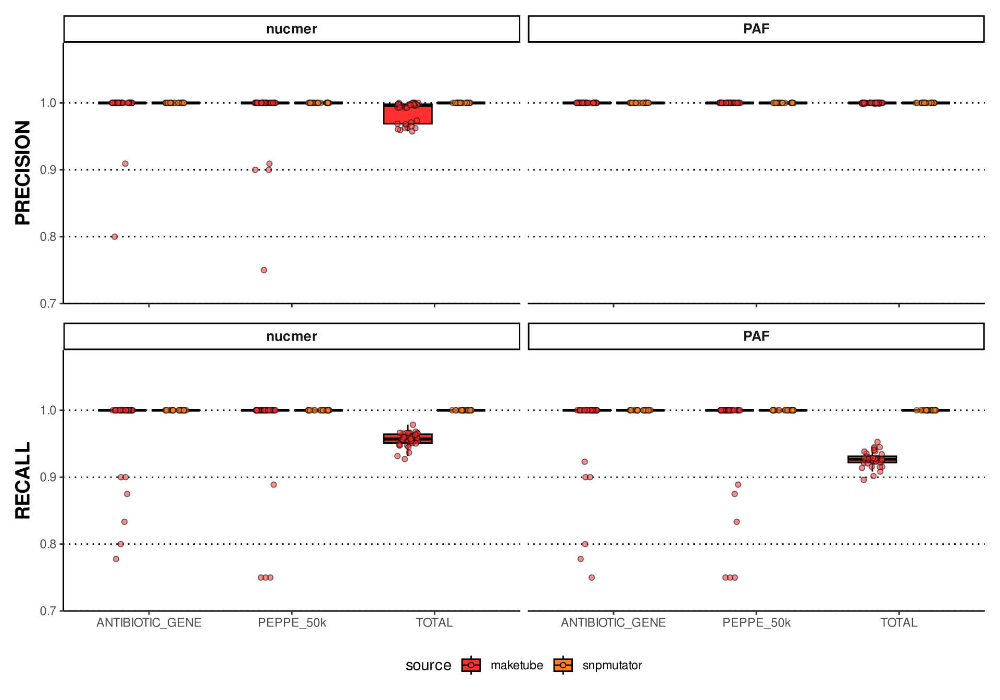 nucmer PAF
PRECISION
1.0
0.9
0.8
0.7
nucmer PAF
RECALL
1.0
0.9
0.8
0.7
ANTIBIOTIC_GENE PEPPE_50k TOTAL ANTIBIOTIC_GENE PEPPE_50k TOTAL
source maketube snpmutator